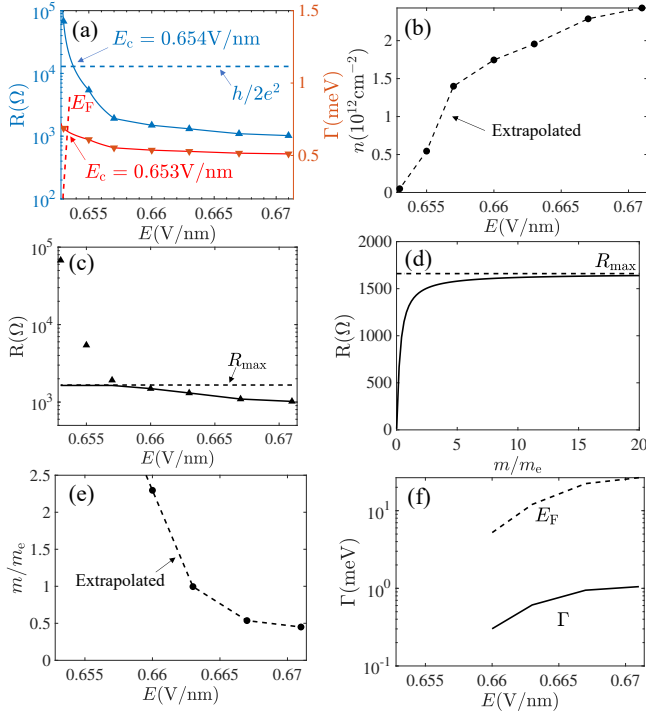 (a)
10^5
10^4
10^3
10^2
R(Ω)
E_c = 0.654V/nm
h/2e^2
E_F
E_c = 0.653V/nm
1.5
1
0.5
Γ(meV)
0.655 0.66 0.665 0.67
E(V/nm)
(b)
2
1.5
1
0.5
0
n(10^12cm^−2)
Extrapolated
0.655 0.66 0.665 0.67
E(V/nm)
(c)
10^5
10^4
10^3
R(Ω)
R_max
0.655 0.66 0.665 0.67
E(V/nm)
(d)
2000
1500
1000
500
0
R(Ω)
R_max
0 5 10 15 20
m/m_e
(e)
2.5
2
1.5
1
0.5
0
m/m_e
Extrapolated
0.655 0.66 0.665 0.67
E(V/nm)
(f)
10^1
10^0
10^-1
Γ(meV)
E_F
Γ
0.655 0.66 0.665 0.67
E(V/nm)